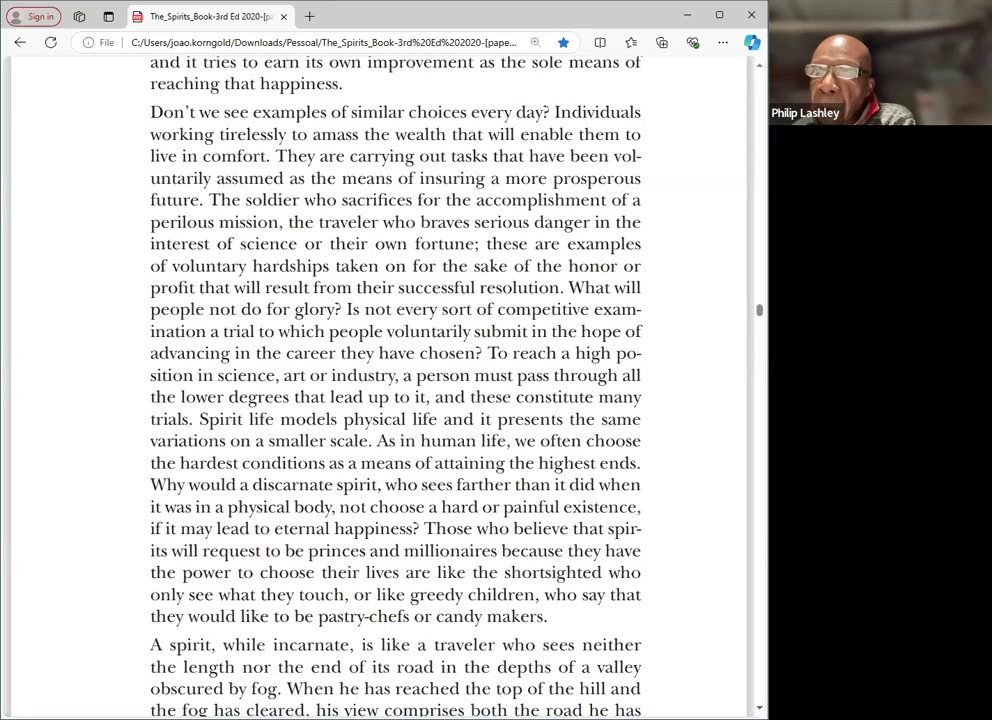 Sign in
The_Spirits_Book-3rd Ed 2020-[pa
File
C:/Users/joao.korngold/Downloads/Pessoal/The_Spirits_Book-3rd%20Ed%202020-[pape...
Philip Lashley
and it tries to earn its own improvement as the sole means of
reaching that happiness.
Don't we see examples of similar choices every day? Individuals
working tirelessly to amass the wealth that will enable them to
live in comfort. They are carrying out tasks that have been vol-
untarily assumed as the means of insuring a more prosperous
future. The soldier who sacrifices for the accomplishment of a
perilous mission, the traveler who braves serious danger in the
interest of science or their own fortune; these are examples
of voluntary hardships taken on for the sake of the honor or
profit that will result from their successful resolution. What will
people not do for glory? Is not every sort of competitive exam-
ination a trial to which people voluntarily submit in the hope of
advancing in the career they have chosen? To reach a high po-
sition in science, art or industry, a person must pass through all
the lower degrees that lead up to it, and these constitute many
trials. Spirit life models physical life and it presents the same
variations on a smaller scale. As in human life, we often choose
the hardest conditions as a means of attaining the highest ends.
Why would a discarnate spirit, who sees farther than it did when
it was in a physical body, not choose a hard or painful existence,
if it may lead to eternal happiness? Those who believe that spir-
its will request to be princes and millionaires because they have
the power to choose their lives are like the shortsighted who
only see what they touch, or like greedy children, who say that
they would like to be pastry-chefs or candy makers.
A spirit, while incarnate, is like a traveler who sees neither
the length nor the end of its road in the depths of a valley
obscured by fog. When he has reached the top of the hill and
the fog has cleared, his view comprises both the road he has